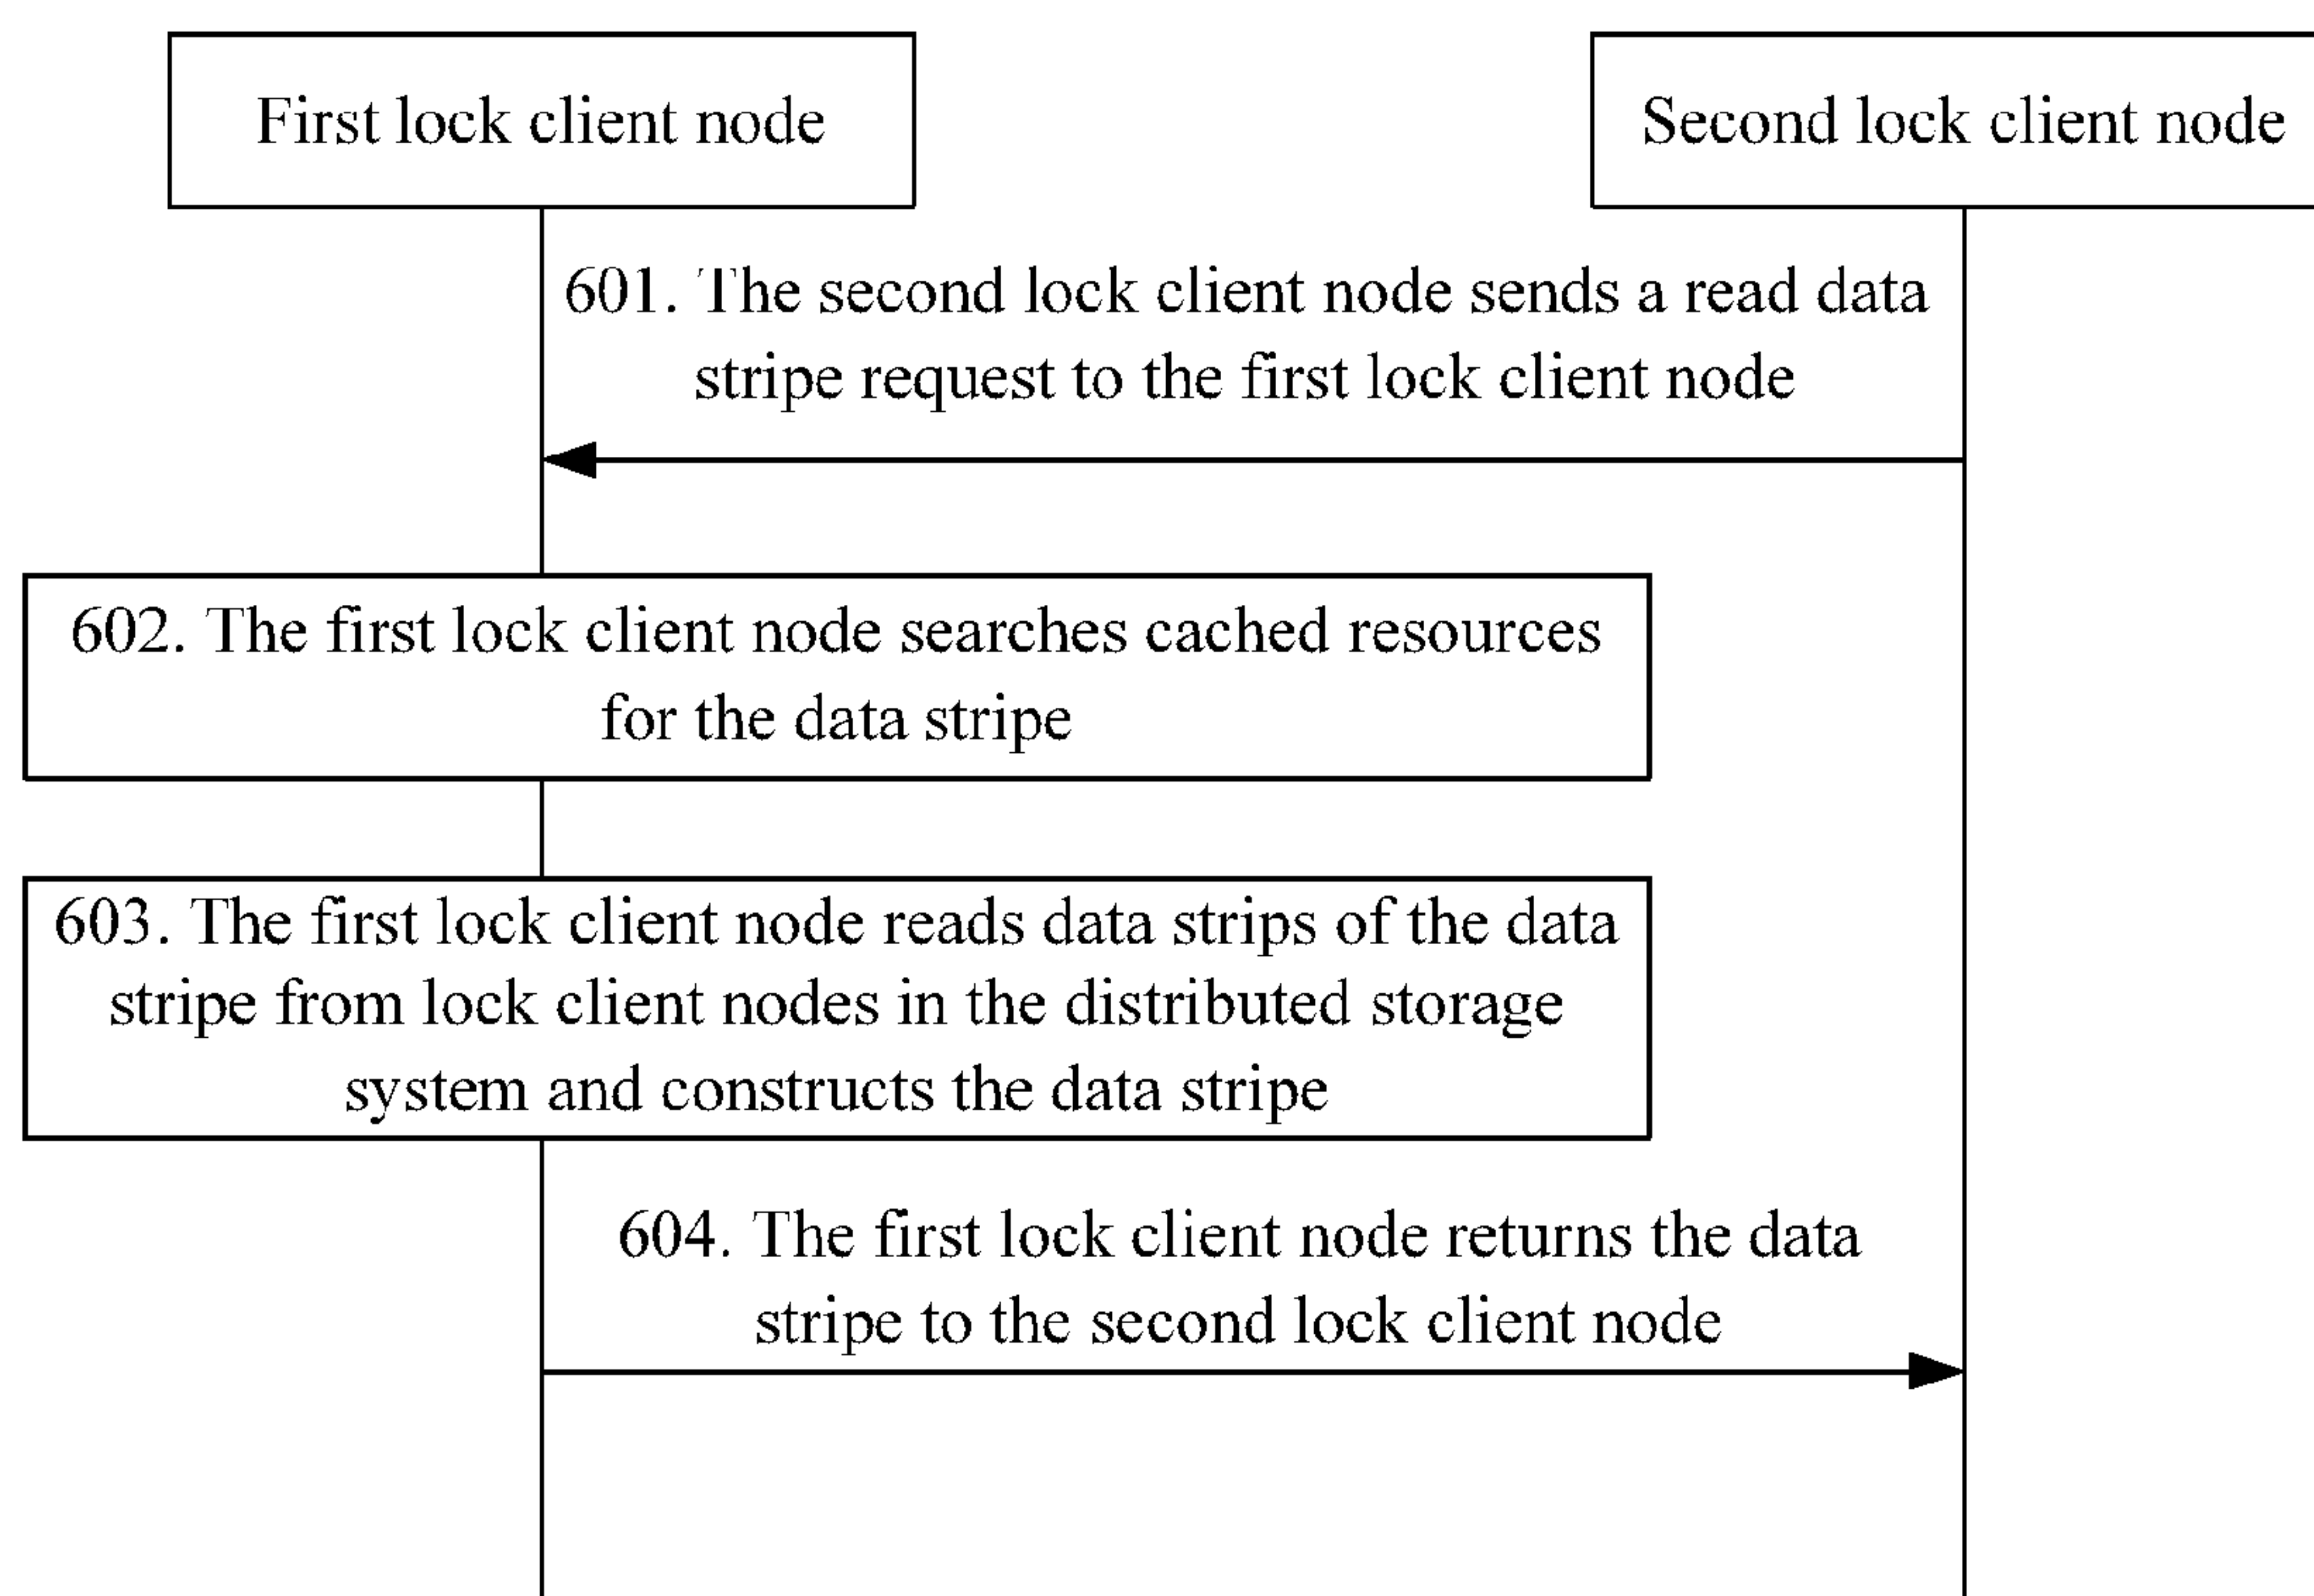 First lock client node
Second lock client node
601. The second lock client node sends a read data
stripe request to the first lock client node
602. The first lock client node searches cached resources
for the data stripe
603. The first lock client node reads data strips of the data
stripe from lock client nodes in the distributed storage
system and constructs the data stripe
604. The first lock client node returns the data
stripe to the second lock client node